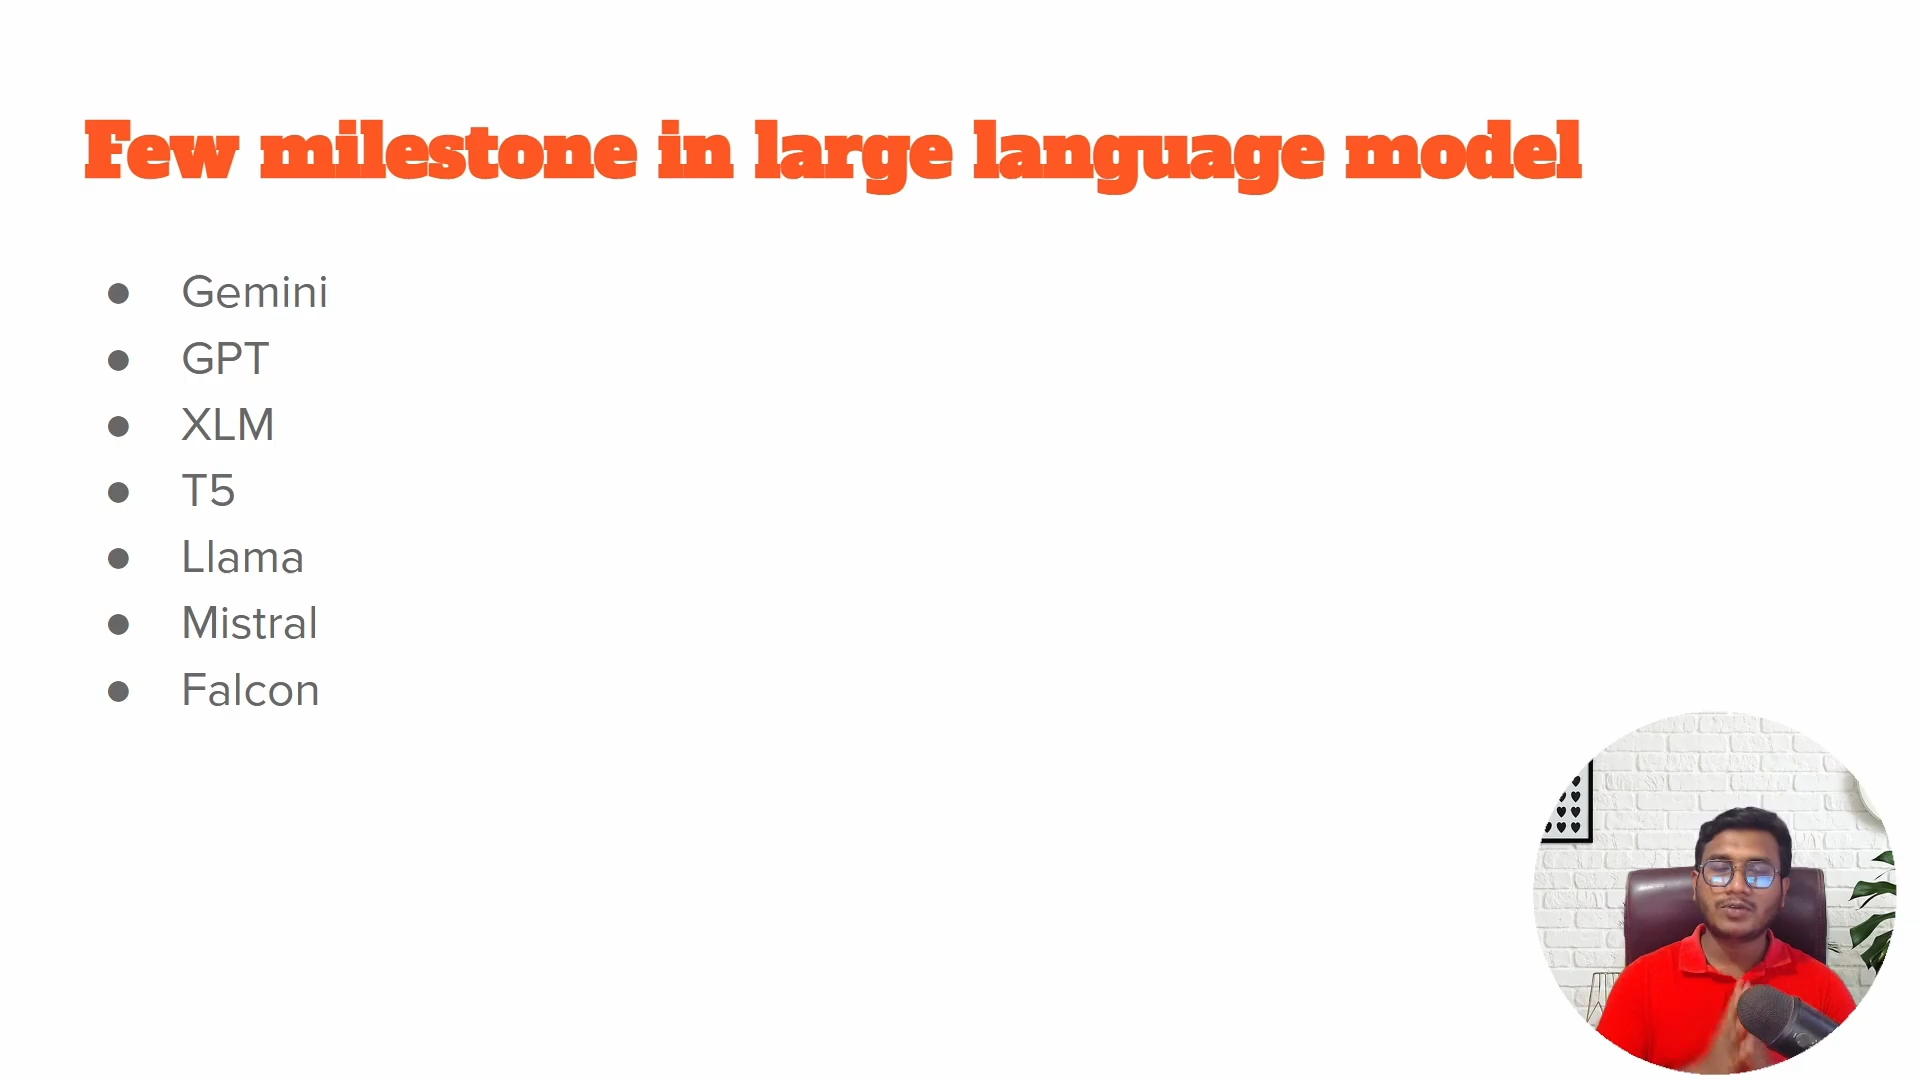 Few milestone in large language model
● Gemini
● GPT
● XLM
● T5
● Llama
● Mistral
● Falcon